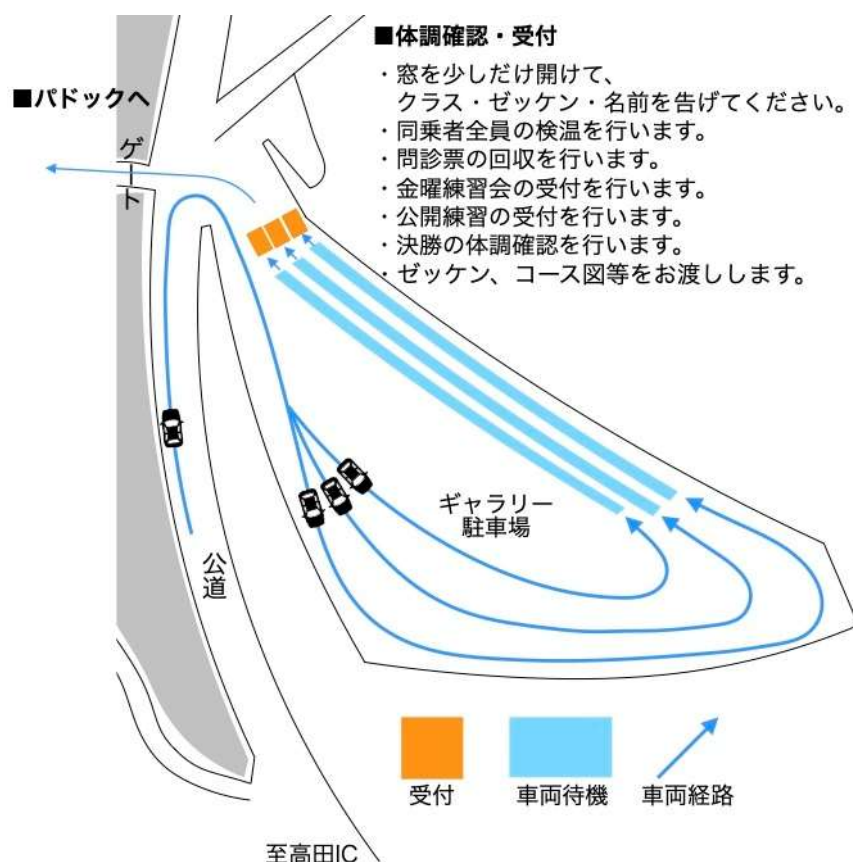 ■体調確認・受付
・窓を少しだけ開けて、
クラス・ゼッケン・名前を告げてください。
・同乗者全員の検温を行います。
・問診票の回収を行います。
・金曜練習会の受付を行います。
・公開練習の受付を行います。
・決勝の体調確認を行います。
・ゼッケン、コース図等をお渡しします。
■パドックへ
ゲート
ギャラリー
駐車場
公道
受付
車両待機
車両経路
至高田IC